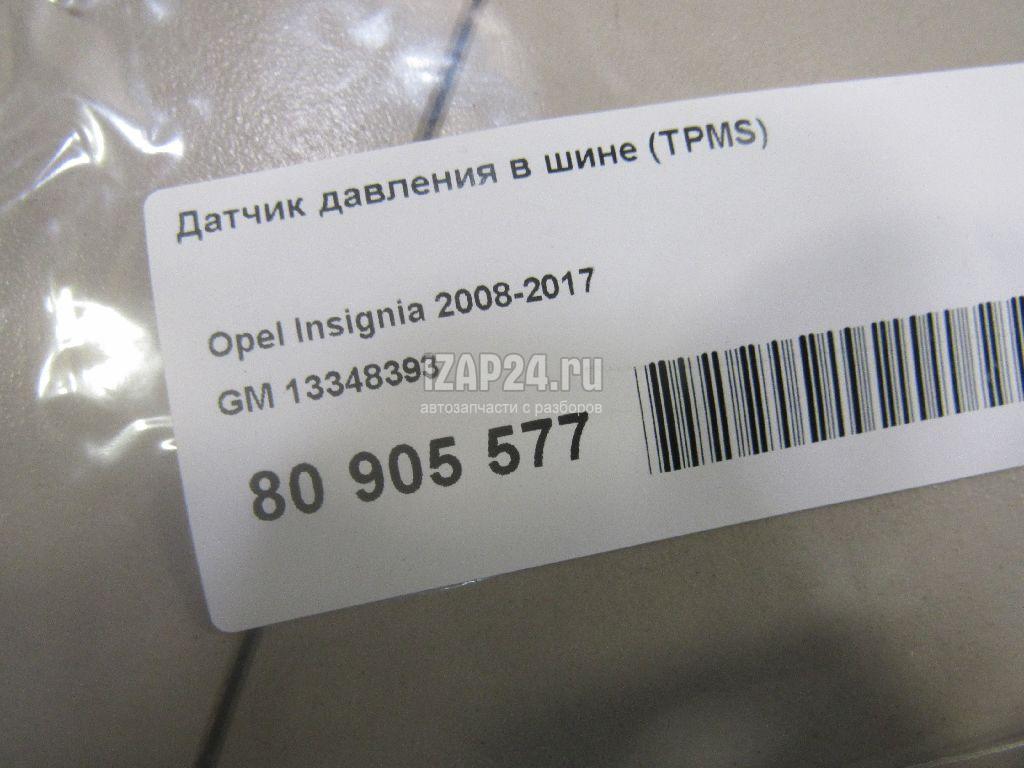 Датчик давления в шине (TPMS)
Opel Insignia 2008-2017
GM 13348393
iZAP24.ru
автозапчасти с разборов
80 905 577